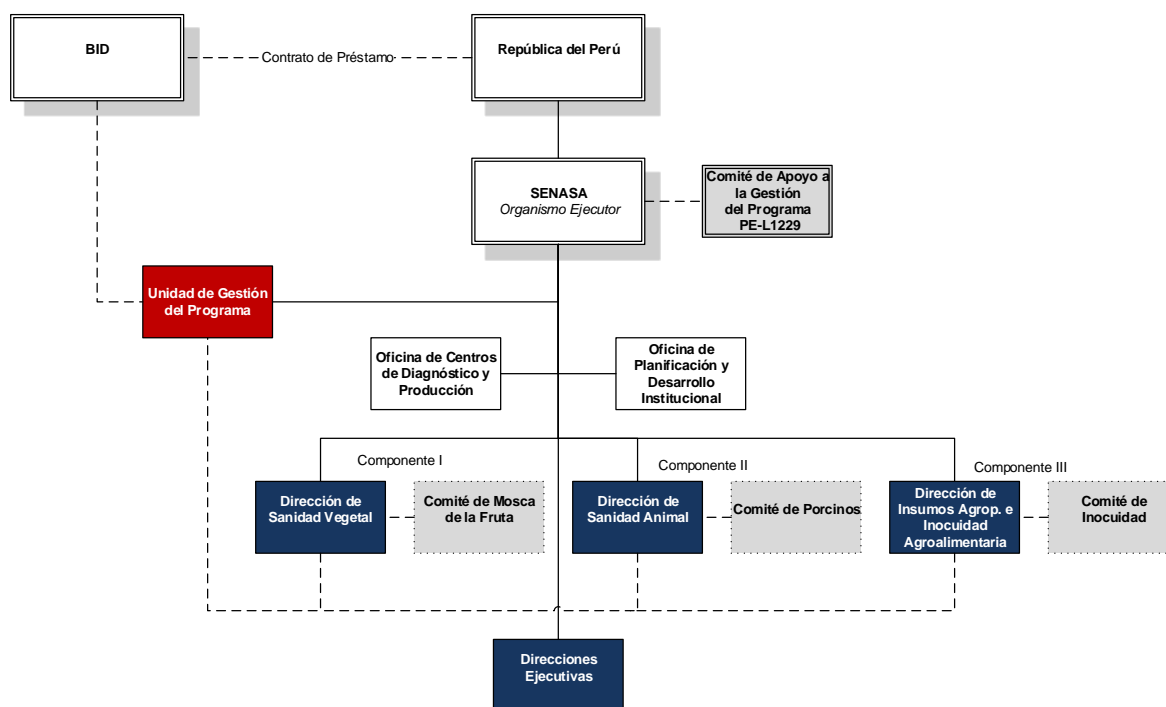 BID
Contrato de Préstamo
República del Perú
SENASA
Organismo Ejecutor
Comité de Apoyo a
la Gestión
del Programa
PE-L1229
Unidad de Gestión
del Programa
Oficina de Centros
de Diagnóstico y
Producción
Oficina de
Planificación y
Desarrollo
Institucional
Componente I
Componente II
Componente III
Dirección de
Sanidad Vegetal
Comité de Mosca
de la Fruta
Dirección de
Sanidad Animal
Comité de Porcinos
Dirección de
Insumos Agrop. e
Inocuidad
Agroalimentaria
Comité de
Inocuidad
Direcciones
Ejecutivas